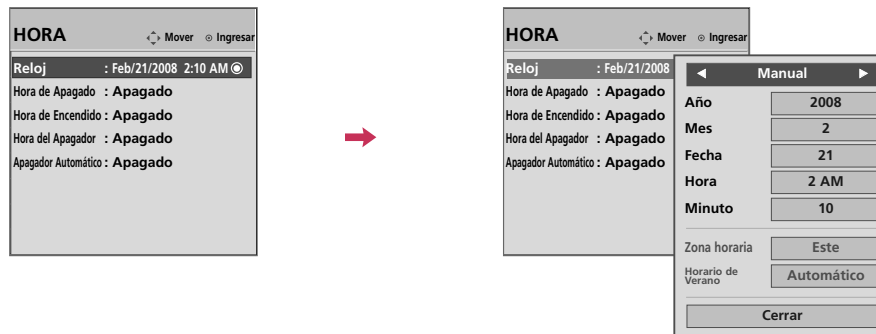 HORA Mover Ingresar
Reloj : Feb/21/2008 2:10 AM
Hora de Apagado : Apagado
Hora de Encendido : Apagado
Hora del Apagador : Apagado
Apagador Automático : Apagado
HORA Mover Ingresar
Reloj : Feb/21/2008
Hora de Apagado : Apagado
Hora de Encendido : Apagado
Hora del Apagador : Apagado
Apagador Automático : Apagado
◀ Manual ▶
Año 2008
Mes 2
Fecha 21
Hora 2 AM
Minuto 10
Zona horaria Este
Horario de
Verano Automático
Cerrar